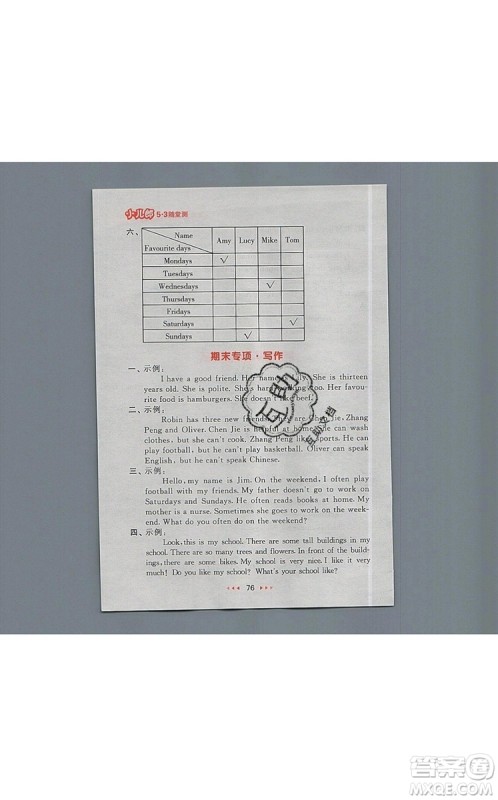 小儿郎 5·3随堂测
六、 Name Amy Lucy Mike Tom
Favourite days
Mondays √
Tuesdays
Wednesdays √
Thursdays
Fridays
Saturdays √
Sundays √
期末专项·写作
一、示例:
I have a good friend. Her name Lily. She is thirteen
years old. She is polite. She likes cooking too. Her favou-
rite food is hamburgers. She doesn't like beef.
二、示例:
Robin has three new friends. They are Chen Jie, Zhang
Peng and Oliver. Chen Jie is helpful at home. She can wash
clothes, but she can't cook. Zhang Peng likes sports. He can
play football, but he can't play basketball. Oliver can speak
English, but he can't speak Chinese.
三、示例:
Hello, my name is Jim. On the weekend, I often play
football with my friends. My father doesn't go to work on
Saturdays and Sundays. He often reads books at home. My
mother is a nurse. Sometimes she goes to work on the week-
end. What do you often do on the weekend?
四、示例:
Look, this is my school. There are some tall buildings in my school.
There are so many trees and flowers. In front of the build-
ings, there are some bikes. My school is very nice. I like it very
much! Do you like my school? What's your school like?
76
互助
互助文档
答案圈
MXQE.COM